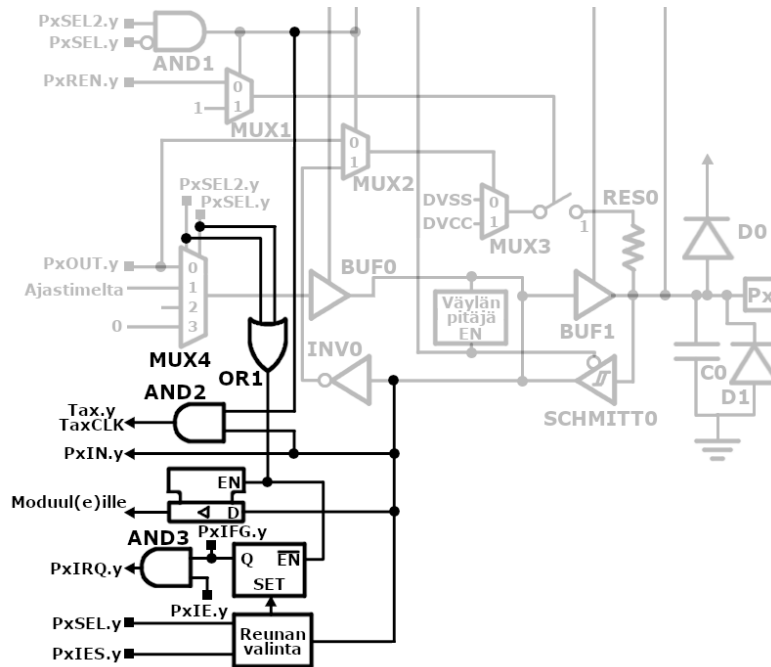 PxSEL2.y
PxSEL.y
AND1
PxREN.y
0
1
1
MUX1
0
1
MUX2
PxSEL2.y
PxSEL.y
DVSS
DVCC
0
1
MUX3
1
RES0
D0
PxOUT.y
0
Ajastimelta
1
2
0
3
MUX4
BUF0
Väylän
pitäjä
EN
BUF1
Px
INV0
OR1
SCHMITT0
C0
D1
AND2
Tax.y
TaxCLK
PxIN.y
EN
Moduul(e)ille
D
AND3
PxIFG.y
Q
EN
SET
PxIRQ.y
PxIE.y
PxSEL.y
Reunan
valinta
PxIES.y